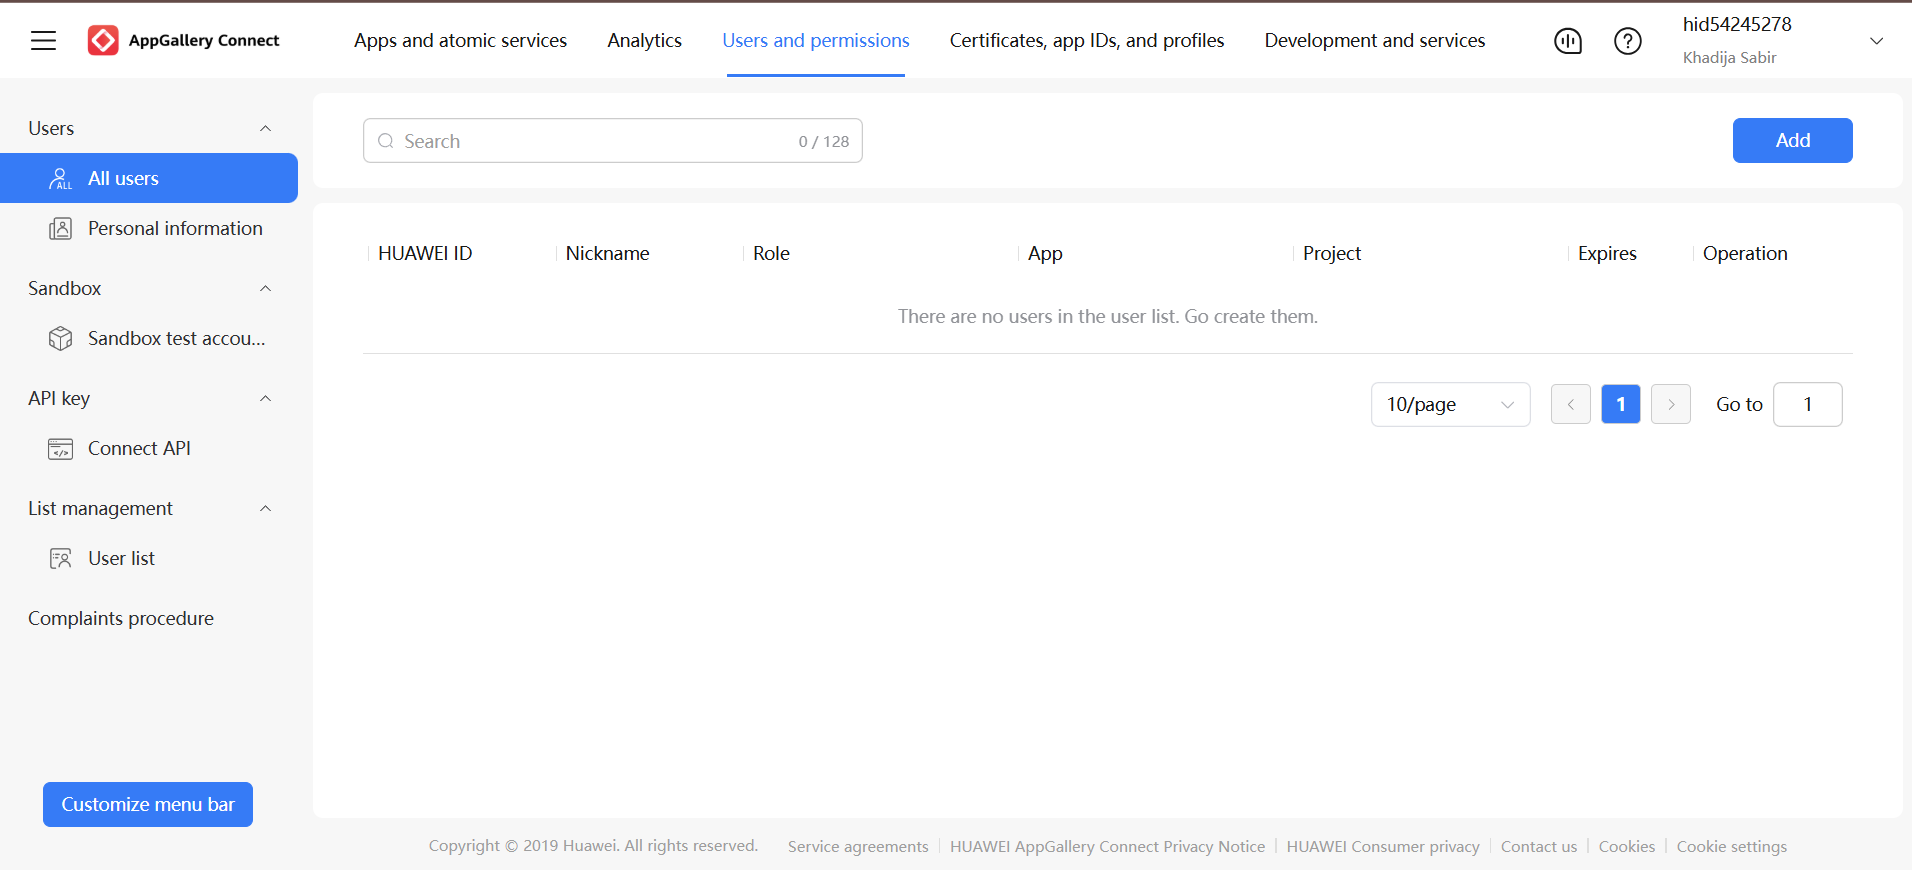 AppGallery Connect
Apps and atomic services
Analytics
Users and permissions
Certificates, app IDs, and profiles
Development and services
hid54245278
Khadija Sabir
Users
ALL
All users
Personal information
Sandbox
Sandbox test accou...
API key
Connect API
List management
User list
Complaints procedure
Customize menu bar
Search
0 / 128
Add
HUAWEI ID
Nickname
Role
App
Project
Expires
Operation
There are no users in the user list. Go create them.
10/page
1
Go to
1
Copyright © 2019 Huawei. All rights reserved.
Service agreements
HUAWEI AppGallery Connect Privacy Notice
HUAWEI Consumer privacy
Contact us
Cookies
Cookie settings